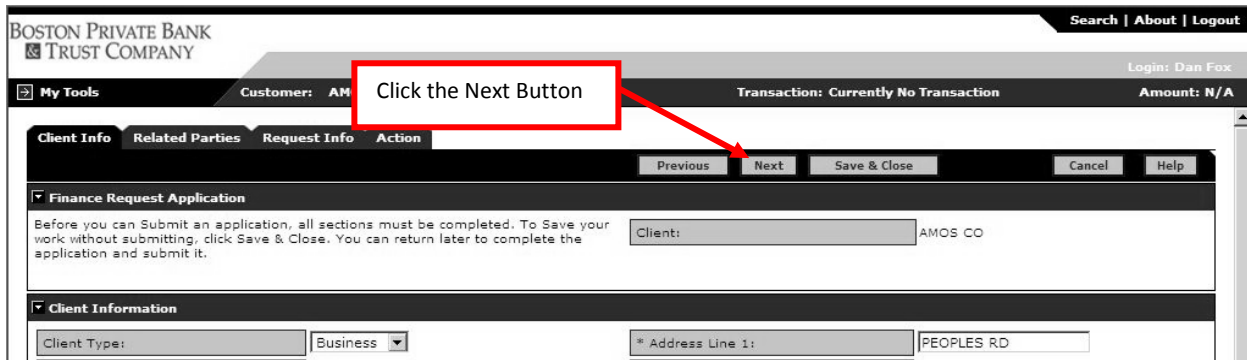 BOSTON PRIVATE BANK
& TRUST COMPANY
Search | About | Logout
Login: Dan Fox
My Tools
Customer: AM
Click the Next Button
Transaction: Currently No Transaction
Amount: N/A
Client Info Related Parties Request Info Action
Previous Next Save & Close Cancel Help
Finance Request Application
Before you can Submit an application, all sections must be completed. To Save your
work without submitting, click Save & Close. You can return later to complete the
application and submit it.
Client: AMOS CO
Client Information
Client Type: Business * Address Line 1: PEOPLES RD